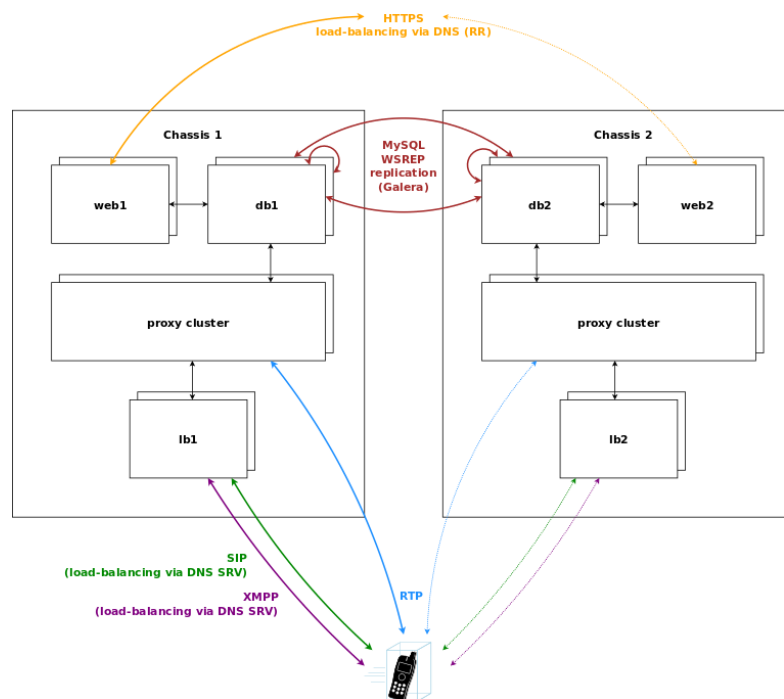 HTTPS
load-balancing via DNS (RR)
Chassis 1
Chassis 2
MySQL
WSREP
replication
(Galera)
web1
db1
db2
web2
proxy cluster
proxy cluster
lb1
lb2
SIP
(load-balancing via DNS SRV)
XMPP
(load-balancing via DNS SRV)
RTP